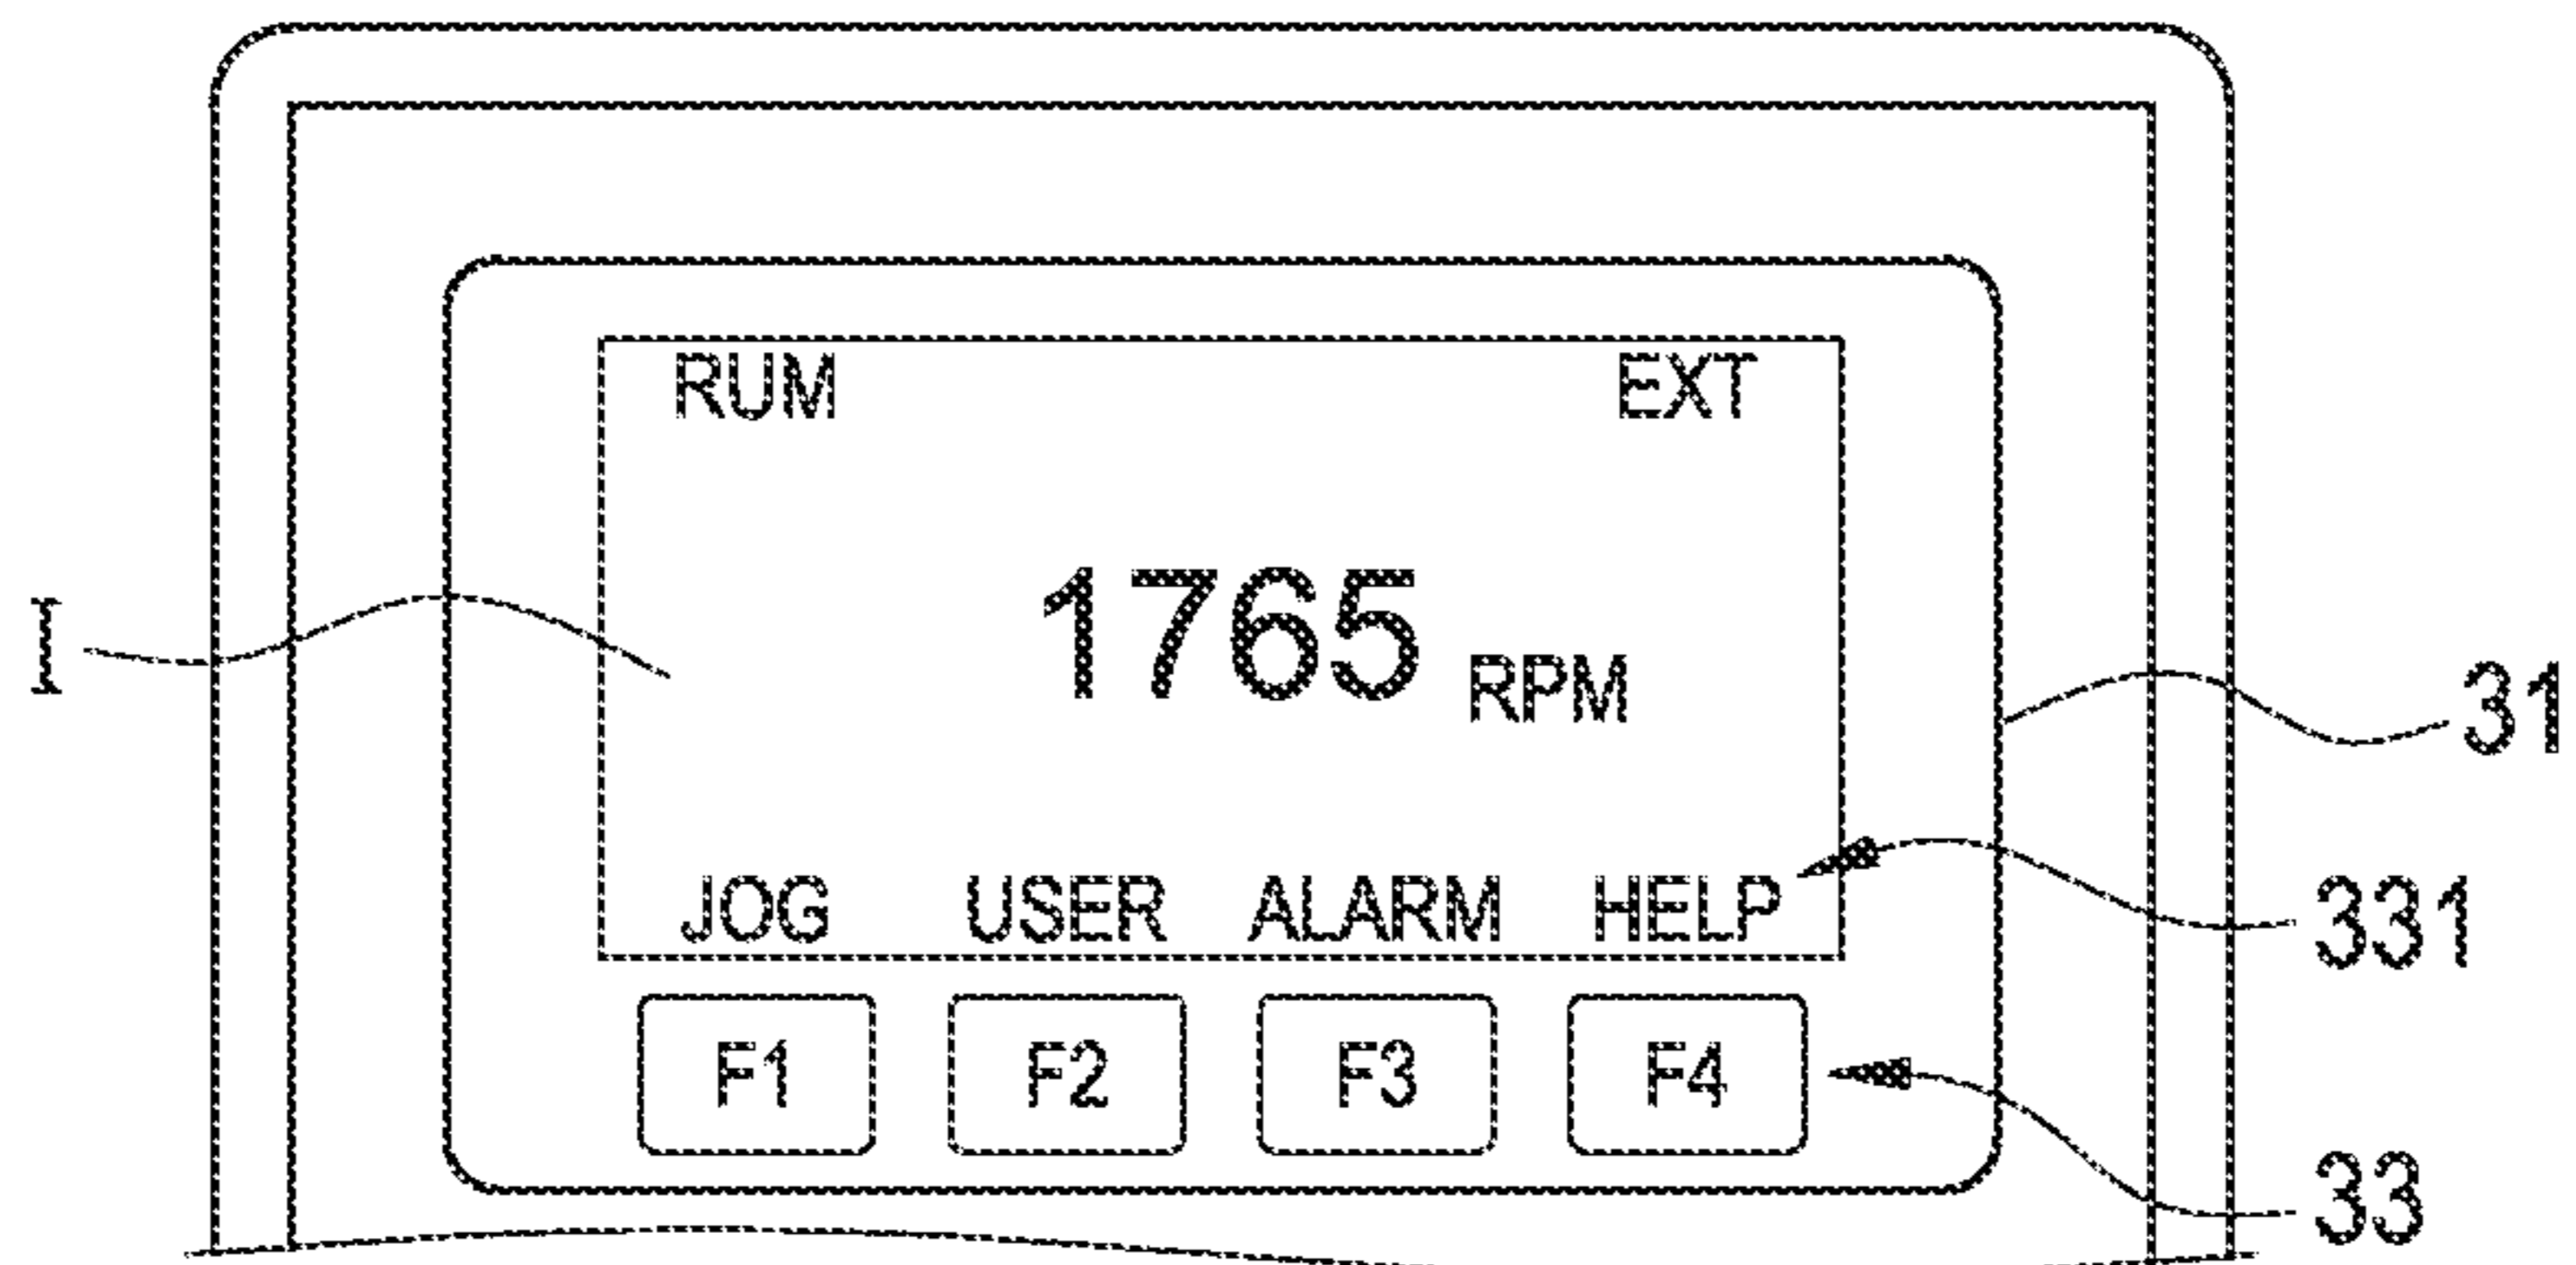 RUM EXT
I
1765 RPM
31
JOG USER ALARM HELP
331
F1 F2 F3 F4
33